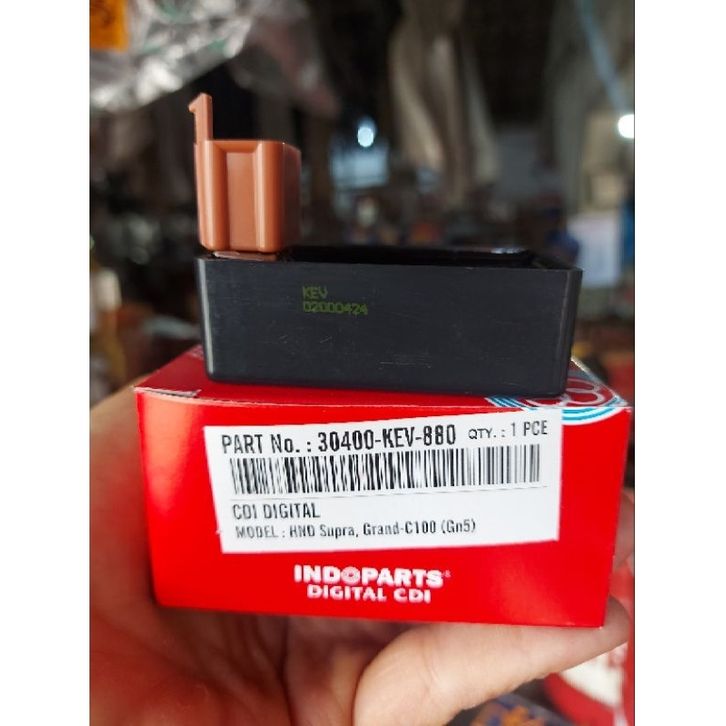 KEV
02000424
PART No. : 30400-KEV-880 QTY. : 1 PCE
CDI DIGITAL
MODEL : HND Supra, Grand-C100 (Gn5)
INDOPARTS
DIGITAL CDI